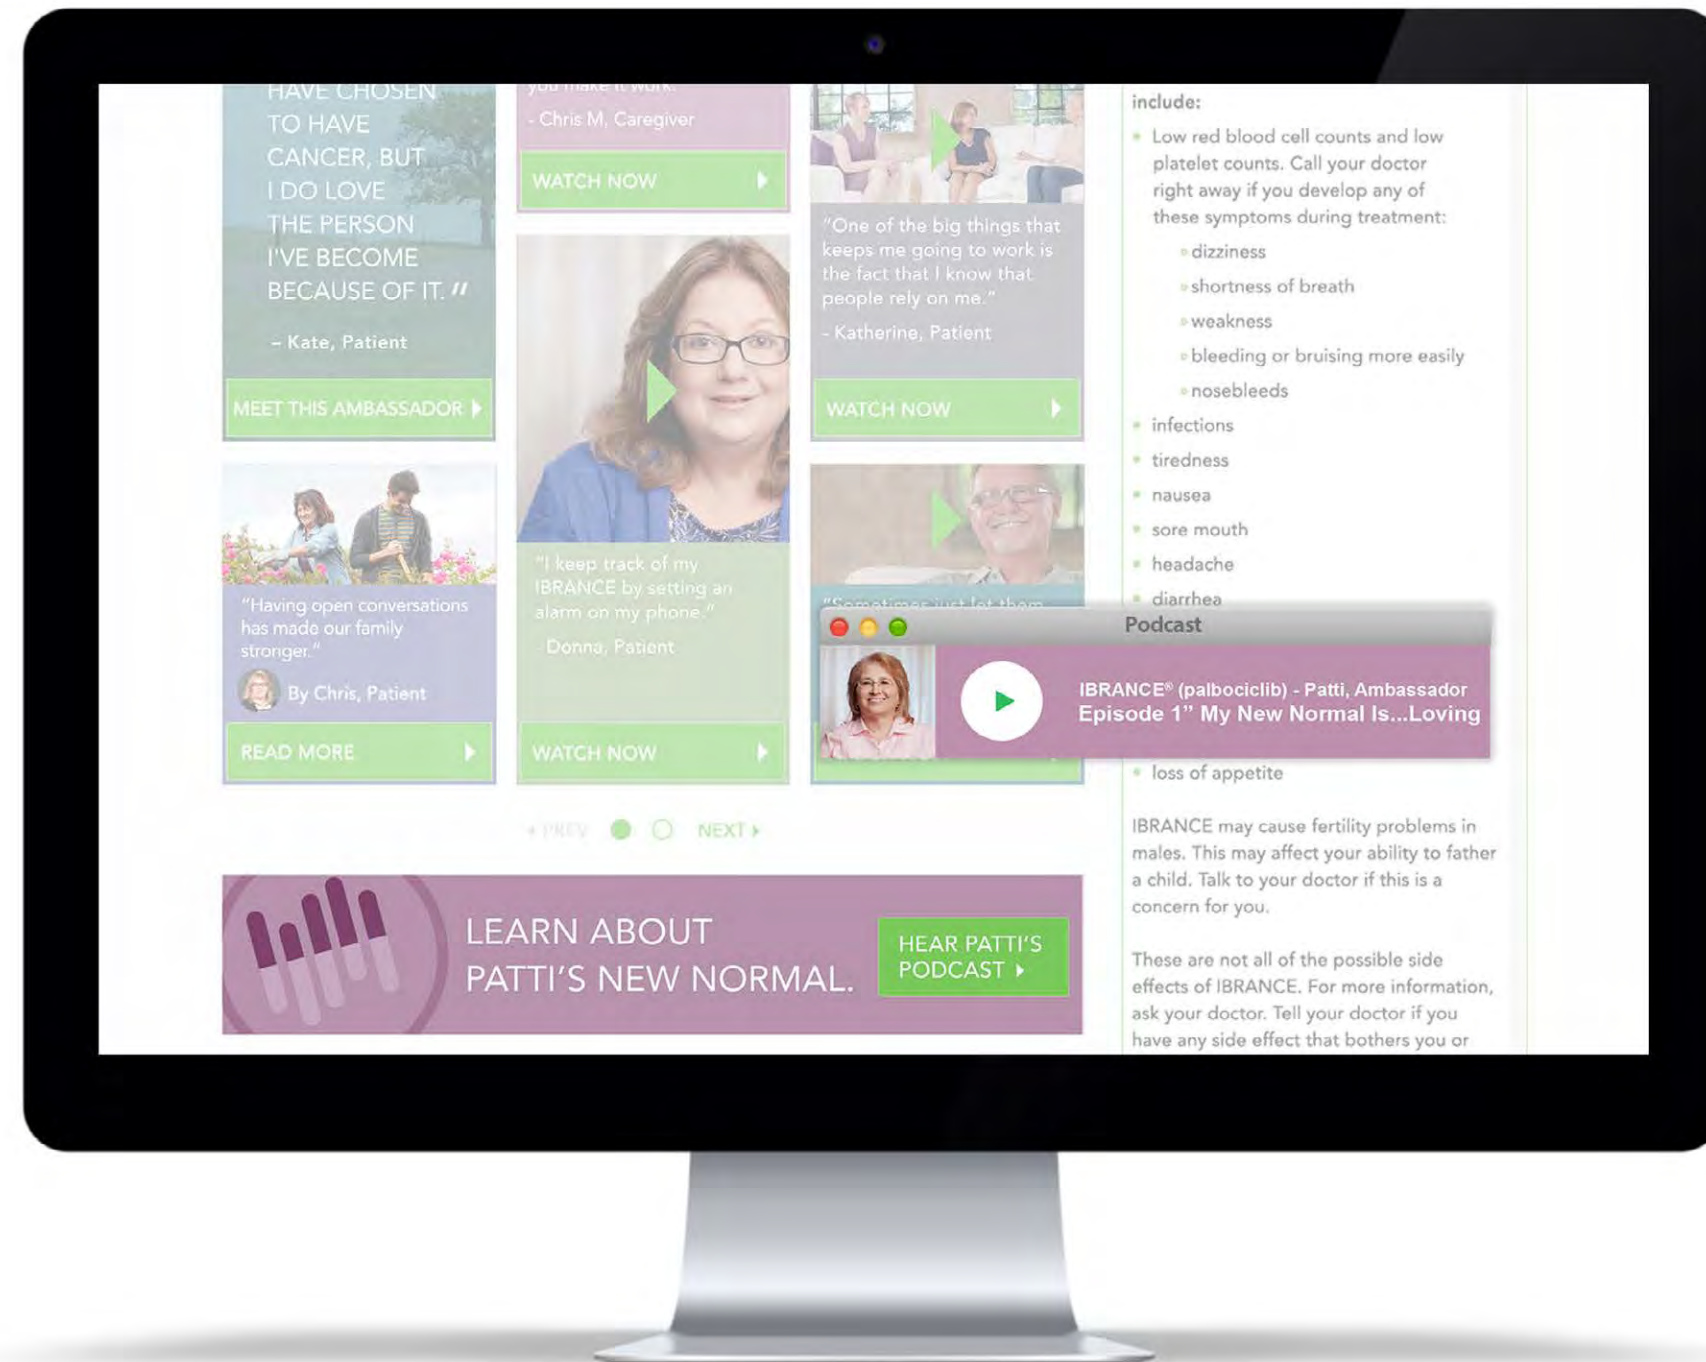 HAVE CHOSEN
TO HAVE
CANCER, BUT
I DO LOVE
THE PERSON
I'VE BECOME
BECAUSE OF IT. "
– Kate, Patient
MEET THIS AMBASSADOR
"Having open conversations
has made our family
stronger."
By Chris, Patient
READ MORE
you make it work."
- Chris M, Caregiver
WATCH NOW
"I keep track of my
IBRANCE by setting an
alarm on my phone."
- Donna, Patient
WATCH NOW
"One of the big things that
keeps me going to work is
the fact that I know that
people rely on me."
- Katherine, Patient
WATCH NOW
"Sometimes just let them
Podcast
IBRANCE® (palbociclib) - Patti, Ambassador
Episode 1” My New Normal Is...Loving
PREV
NEXT
LEARN ABOUT
PATTI'S NEW NORMAL.
HEAR PATTI'S
PODCAST
include:
Low red blood cell counts and low
platelet counts. Call your doctor
right away if you develop any of
these symptoms during treatment:
dizziness
shortness of breath
weakness
bleeding or bruising more easily
nosebleeds
infections
tiredness
nausea
sore mouth
headache
diarrhea
loss of appetite
IBRANCE may cause fertility problems in
males. This may affect your ability to father
a child. Talk to your doctor if this is a
concern for you.
These are not all of the possible side
effects of IBRANCE. For more information,
ask your doctor. Tell your doctor if you
have any side effect that bothers you or